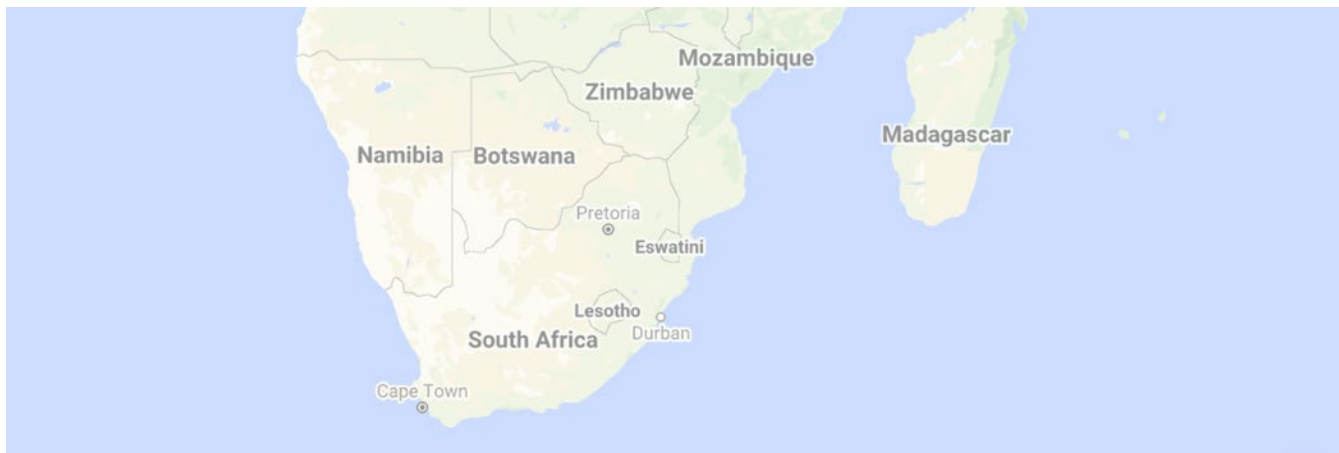 Mozambique
Zimbabwe
Madagascar
Namibia
Botswana
Pretoria
Eswatini
Lesotho
Durban
South Africa
Cape Town